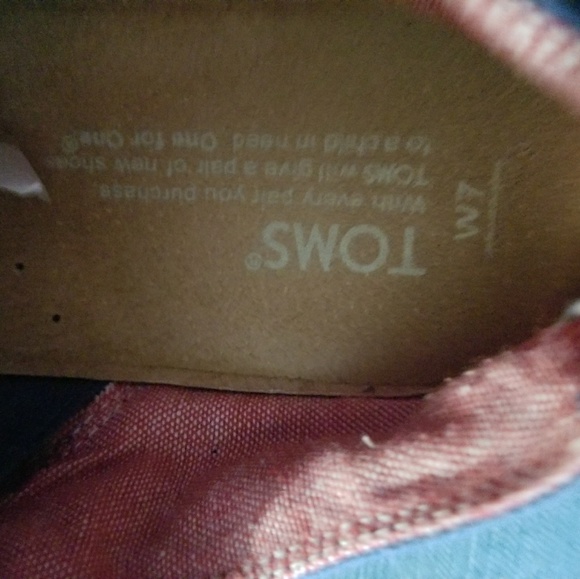 TOMS®
With every pair you purchase,
TOMS will give a pair of new shoes
to a child in need. One for One.®
W7